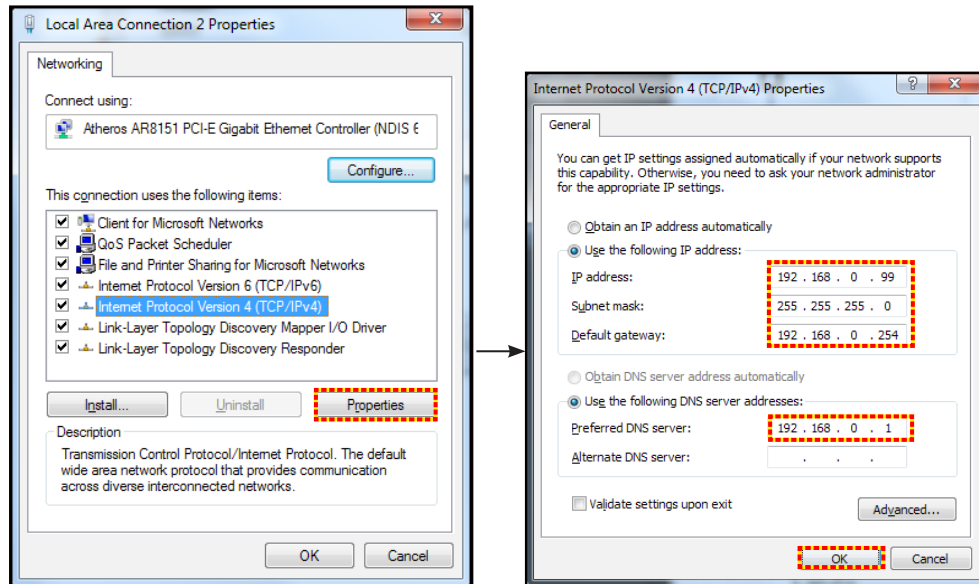 Local Area Connection 2 Properties
Networking
Connect using:
Atheros AR8151 PCI-E Gigabit Ethernet Controller (NDIS 6
Configure...
This connection uses the following items:
Client for Microsoft Networks
QoS Packet Scheduler
File and Printer Sharing for Microsoft Networks
Internet Protocol Version 6 (TCP/IPv6)
Internet Protocol Version 4 (TCP/IPv4)
Link-Layer Topology Discovery Mapper I/O Driver
Link-Layer Topology Discovery Responder
Install...
Uninstall
Properties
Description
Transmission Control Protocol/Internet Protocol. The default
wide area network protocol that provides communication
across diverse interconnected networks.
OK
Cancel
Internet Protocol Version 4 (TCP/IPv4) Properties
General
You can get IP settings assigned automatically if your network supports
this capability. Otherwise, you need to ask your network administrator
for the appropriate IP settings.
Obtain an IP address automatically
Use the following IP address:
IP address: 192 . 168 . 0 . 99
Subnet mask: 255 . 255 . 255 . 0
Default gateway: 192 . 168 . 0 . 254
Obtain DNS server address automatically
Use the following DNS server addresses:
Preferred DNS server: 192 . 168 . 0 . 1
Alternate DNS server: . . .
Validate settings upon exit
Advanced...
OK
Cancel